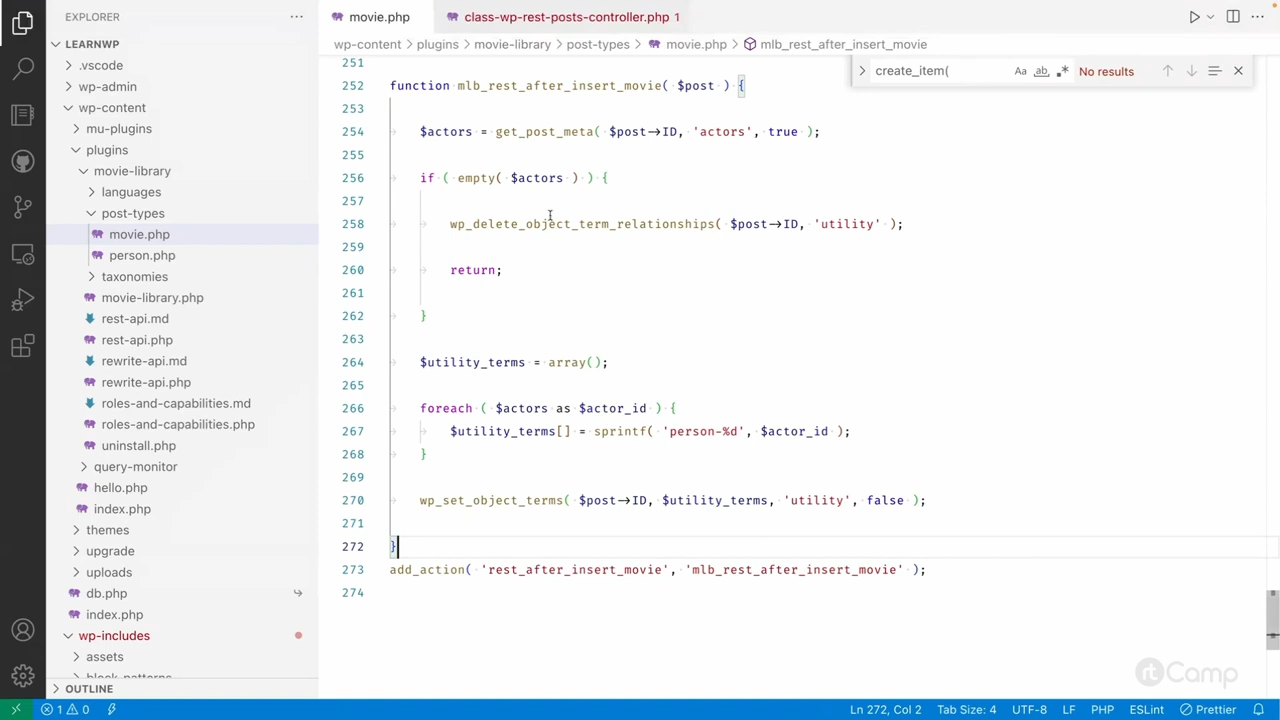 EXPLORER
LEARNWP
.vscode
wp-admin
wp-content
mu-plugins
plugins
movie-library
languages
post-types
movie.php
person.php
taxonomies
movie-library.php
rest-api.md
rest-api.php
rewrite-api.md
rewrite-api.php
roles-and-capabilities.md
roles-and-capabilities.php
uninstall.php
query-monitor
hello.php
index.php
themes
upgrade
uploads
db.php
index.php
wp-includes
assets
OUTLINE
movie.php
class-wp-rest-posts-controller.php 1
wp-content > plugins > movie-library > post-types > movie.php > mlb_rest_after_insert_movie
create_item( Aa ab .* No results
251
252 function mlb_rest_after_insert_movie( $post ) {
253
254 $actors = get_post_meta( $post->ID, 'actors', true );
255
256 if ( empty( $actors ) ) {
257
258 wp_delete_object_term_relationships( $post->ID, 'utility' );
259
260 return;
261
262 }
263
264 $utility_terms = array();
265
266 foreach ( $actors as $actor_id ) {
267 $utility_terms[] = sprintf( 'person-%d', $actor_id );
268 }
269
270 wp_set_object_terms( $post->ID, $utility_terms, 'utility', false );
271
272 }
273 add_action( 'rest_after_insert_movie', 'mlb_rest_after_insert_movie' );
274
rtCamp
1 0 Ln 272, Col 2 Tab Size: 4 UTF-8 LF PHP ESLint Prettier